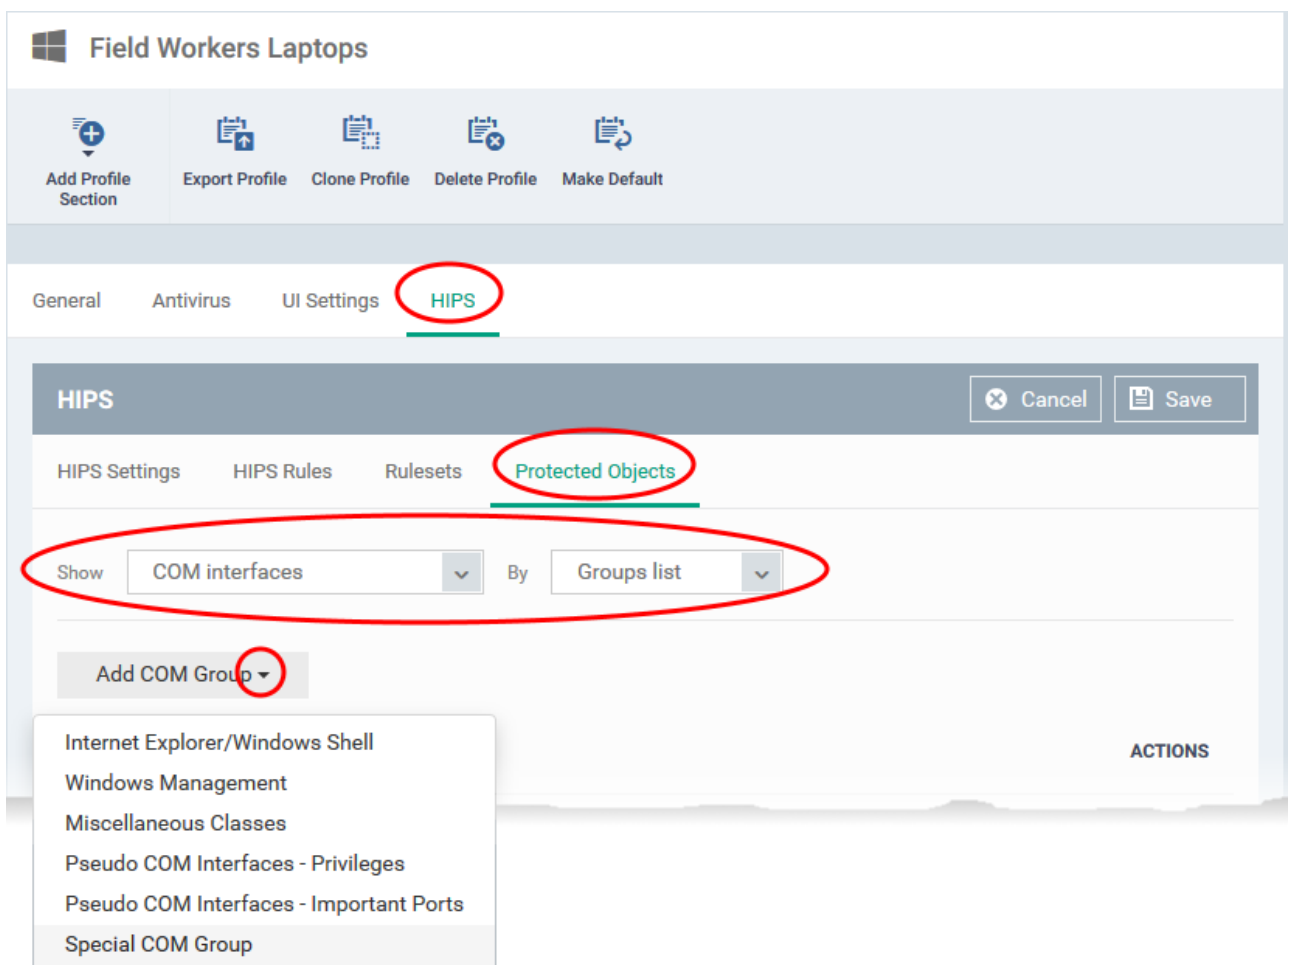 Field Workers Laptops
Add Profile Section
Export Profile
Clone Profile
Delete Profile
Make Default
General
Antivirus
UI Settings
HIPS
HIPS
Cancel
Save
HIPS Settings
HIPS Rules
Rulesets
Protected Objects
Show
COM interfaces
By
Groups list
Add COM Group
Internet Explorer/Windows Shell
ACTIONS
Windows Management
Miscellaneous Classes
Pseudo COM Interfaces - Privileges
Pseudo COM Interfaces - Important Ports
Special COM Group